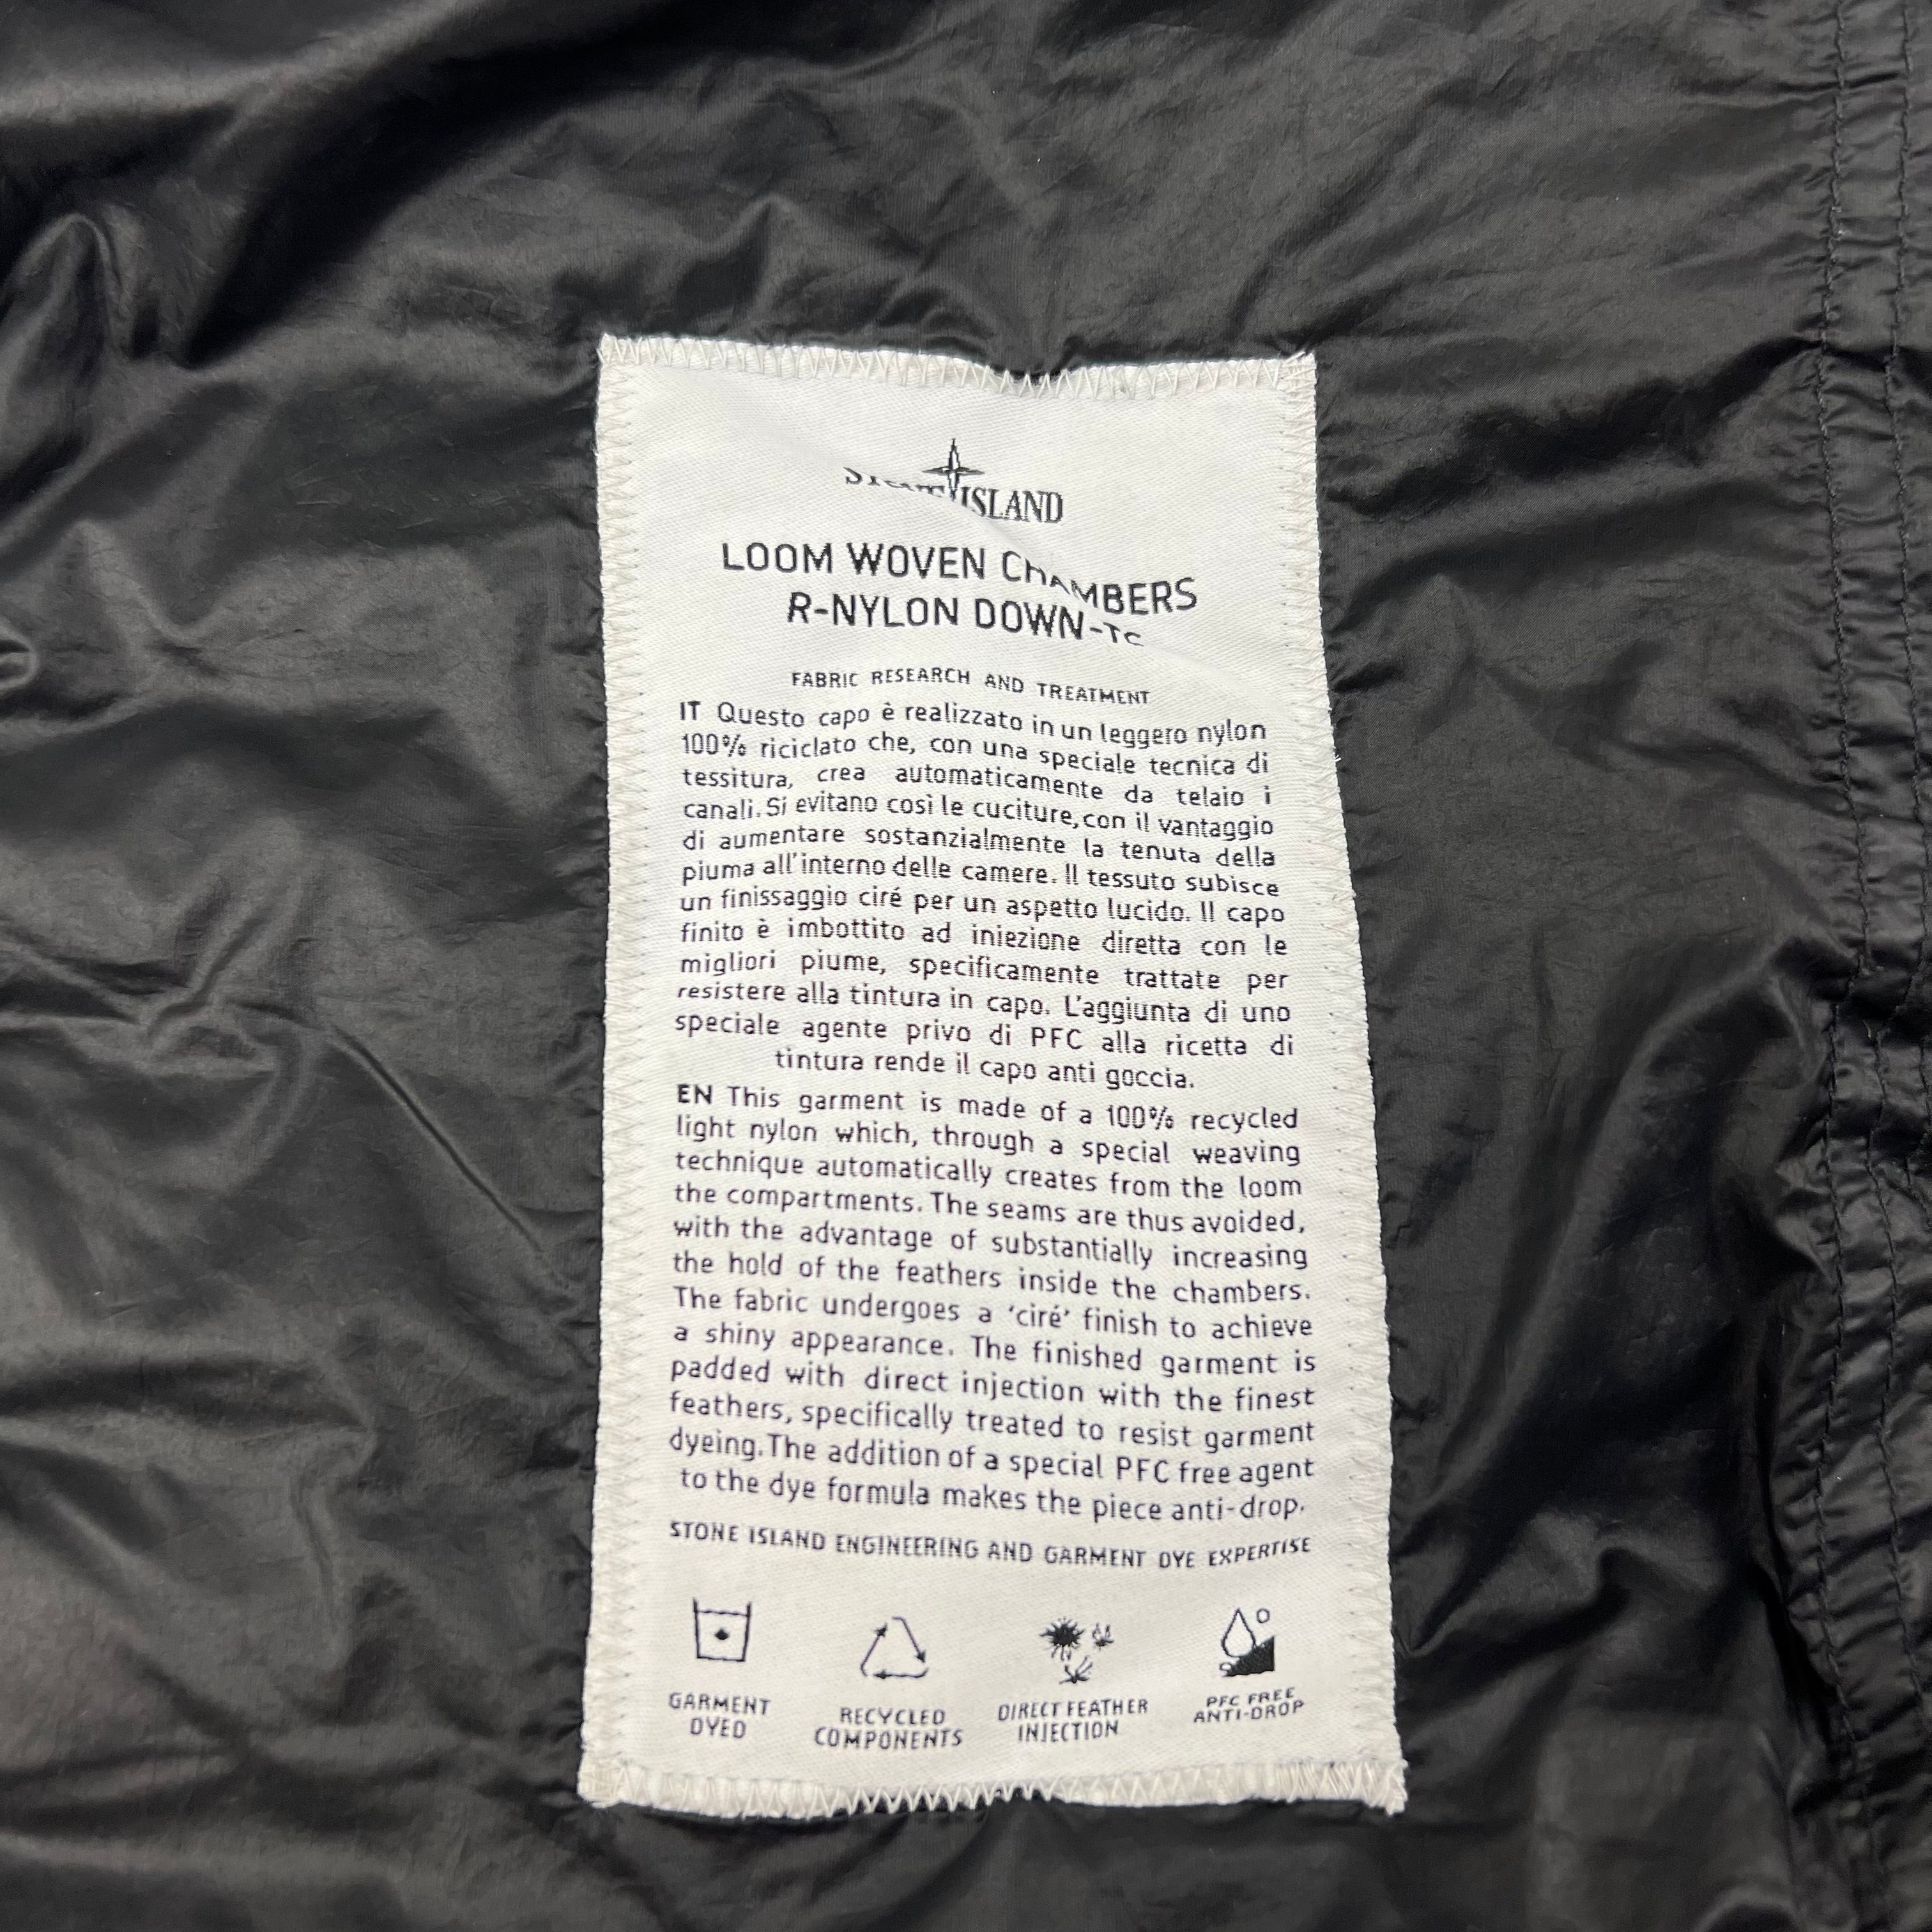 STONE ISLAND
LOOM WOVEN CHAMBERS
R-NYLON DOWN-TC
FABRIC RESEARCH AND TREATMENT
IT Questo capo è realizzato in un leggero nylon
100% riciclato che, con una speciale tecnica di
tessitura, crea automaticamente da telaio i
canali. Si evitano così le cuciture, con il vantaggio
di aumentare sostanzialmente la tenuta della
piuma all'interno delle camere. Il tessuto subisce
un finissaggio ciré per un aspetto lucido. Il capo
finito è imbottito ad iniezione diretta con le
migliori piume, specificamente trattate per
resistere alla tintura in capo. L'aggiunta di uno
speciale agente privo di PFC alla ricetta di
tintura rende il capo anti goccia.
EN This garment is made of a 100% recycled
light nylon which, through a special weaving
technique automatically creates from the loom
the compartments. The seams are thus avoided,
with the advantage of substantially increasing
the hold of the feathers inside the chambers.
The fabric undergoes a 'ciré' finish to achieve
a shiny appearance. The finished garment is
padded with direct injection with the finest
feathers, specifically treated to resist garment
dyeing. The addition of a special PFC free agent
to the dye formula makes the piece anti-drop.
STONE ISLAND ENGINEERING AND GARMENT DYE EXPERTISE
GARMENT
DYED
RECYCLED
COMPONENTS
DIRECT FEATHER
INJECTION
PFC FREE
ANTI-DROP